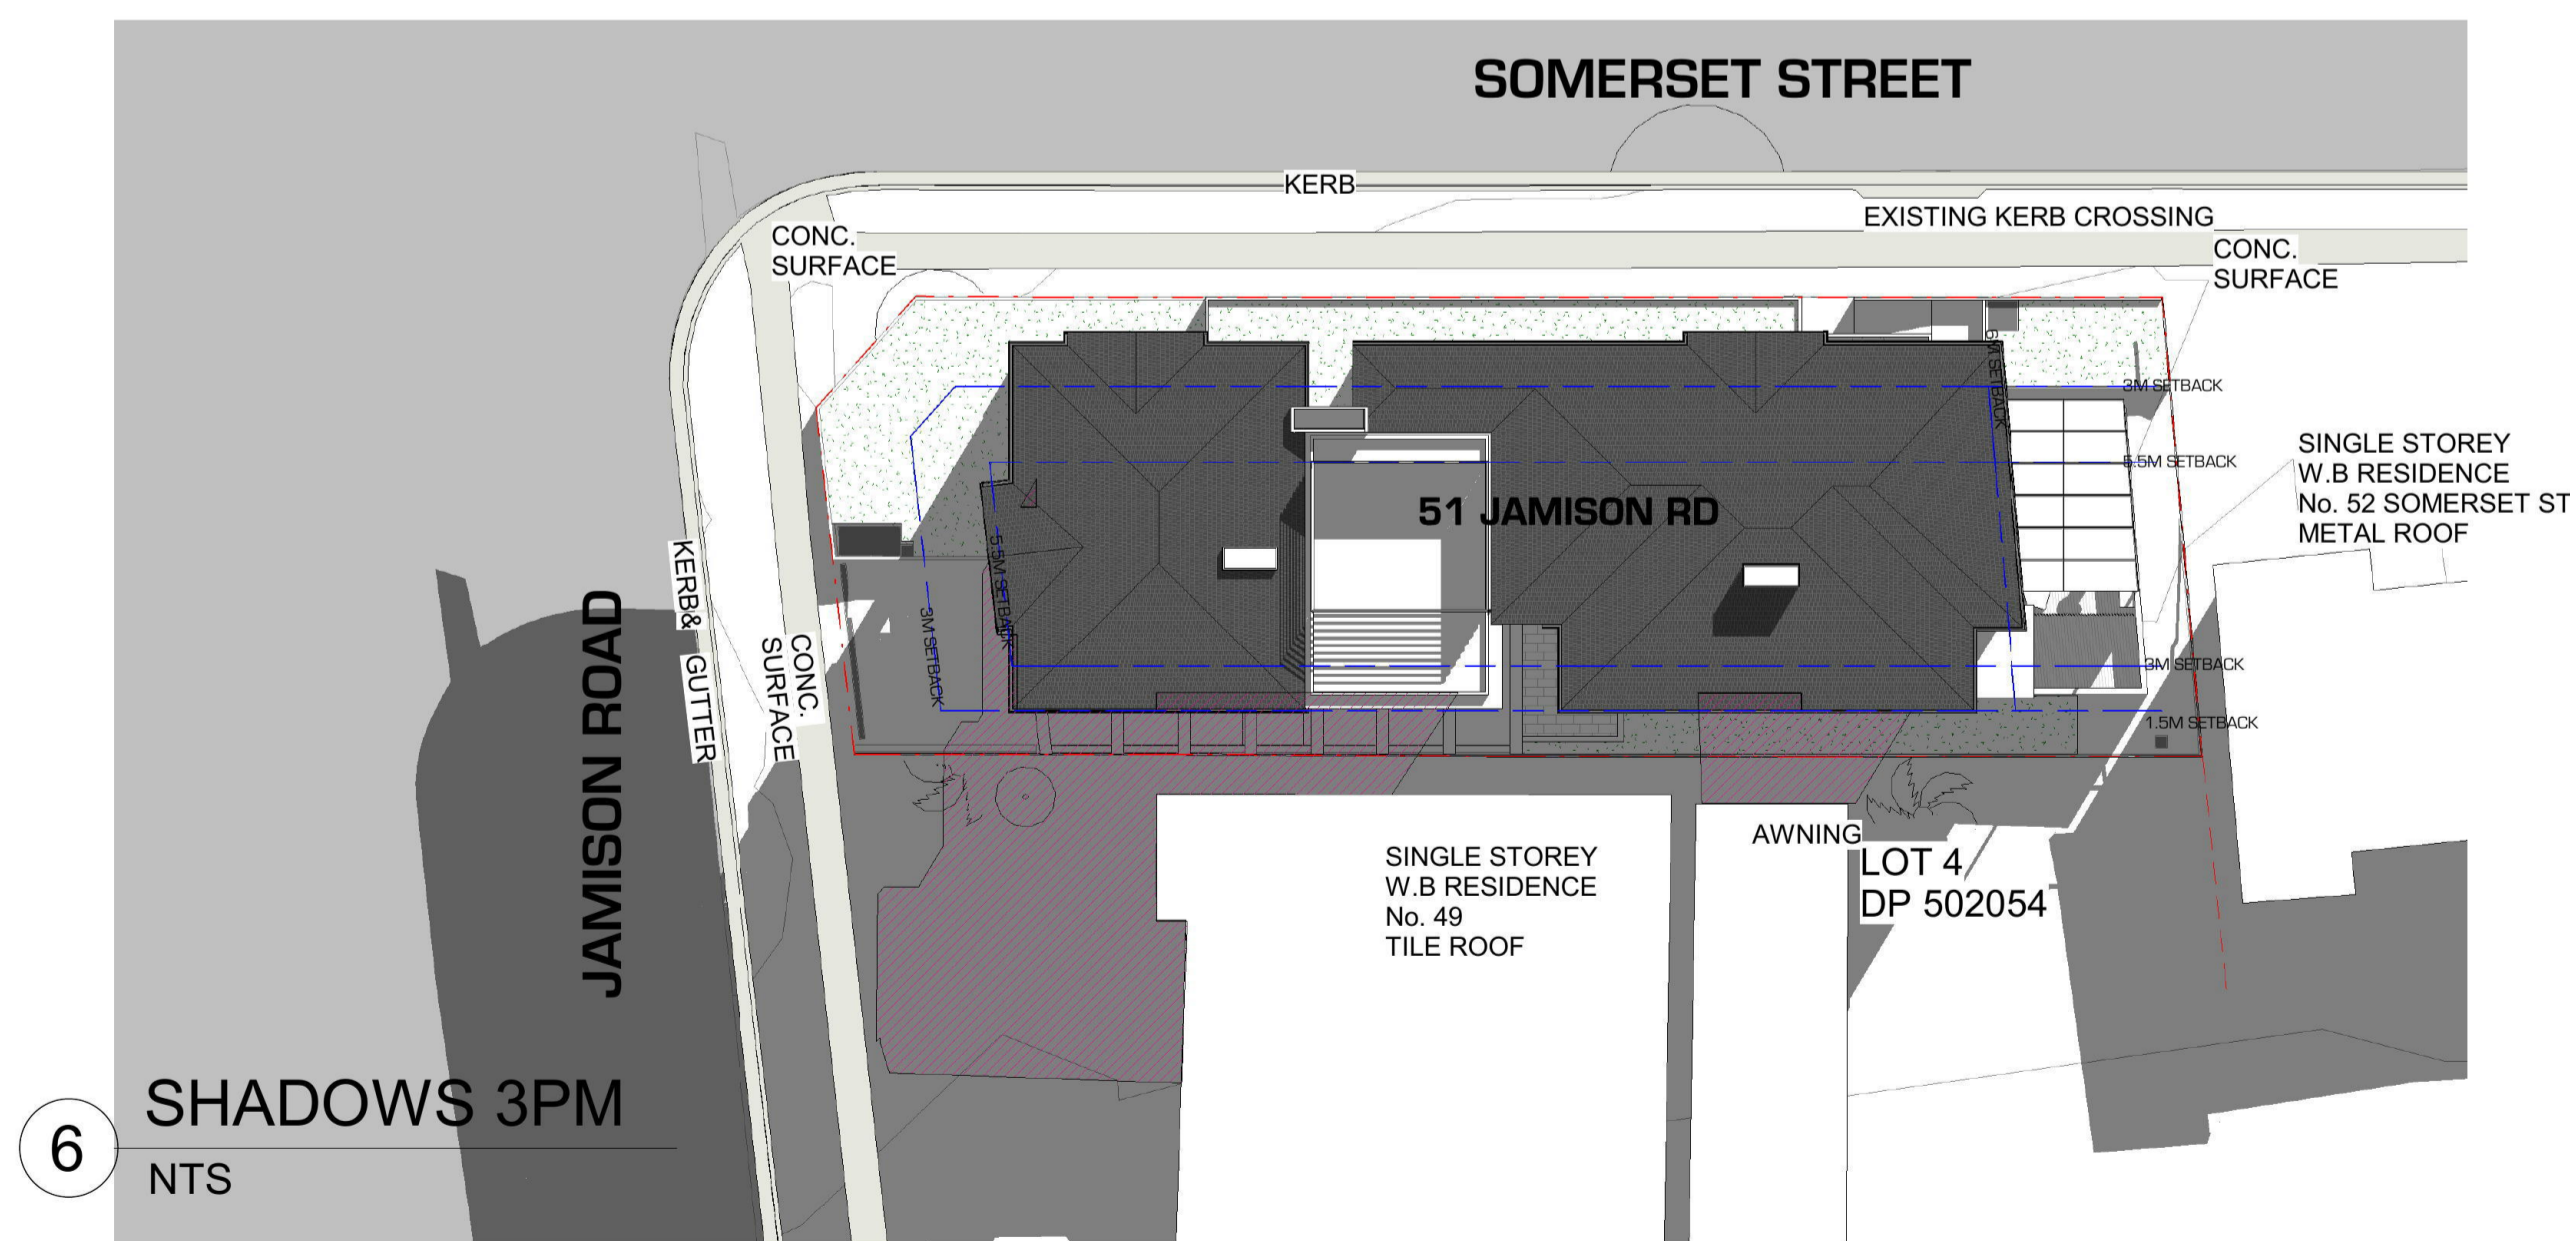 SOMERSET STREET
KERB
EXISTING KERB CROSSING
CONC.
SURFACE
CONC.
SURFACE
6M SETBACK
3M SETBACK
5.5M SETBACK
SINGLE STOREY
W.B RESIDENCE
No. 52 SOMERSET ST
METAL ROOF
51 JAMISON RD
5.5M SETBACK
3M SETBACK
KERB&
GUTTER
CONC.
SURFACE
JAMISON ROAD
3M SETBACK
1.5M SETBACK
AWNING
LOT 4
DP 502054
SINGLE STOREY
W.B RESIDENCE
No. 49
TILE ROOF
6
SHADOWS 3PM
NTS